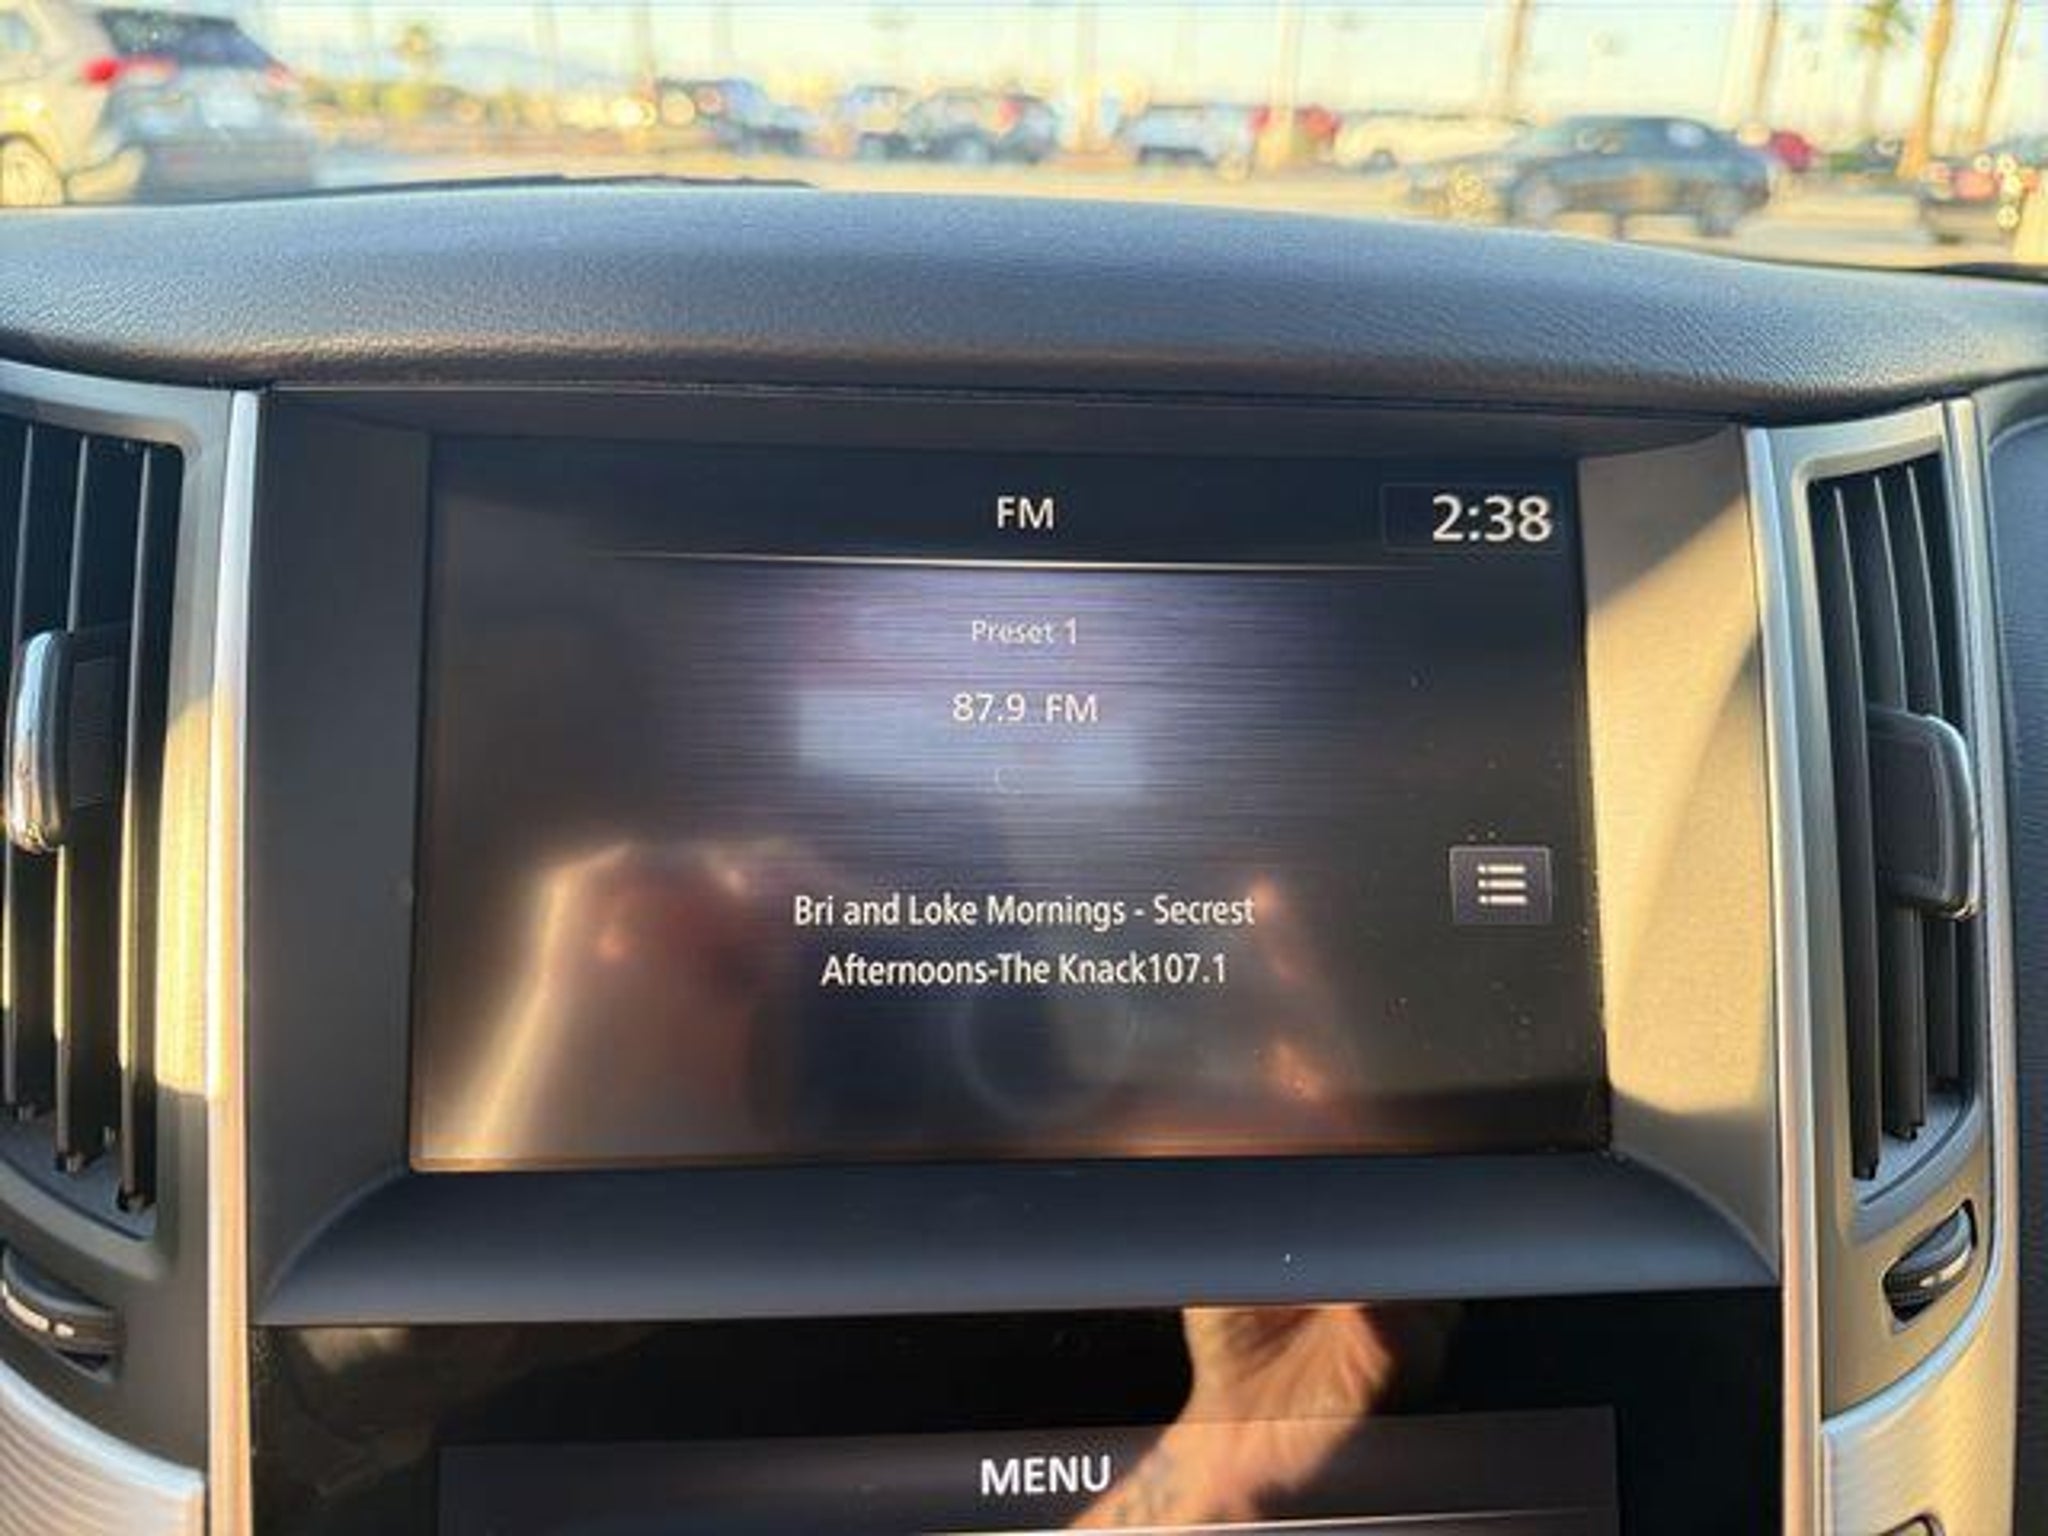 FM
2:38
Preset 1
87.9 FM
Bri and Loke Mornings - Secrest
Afternoons-The Knack107.1
MENU